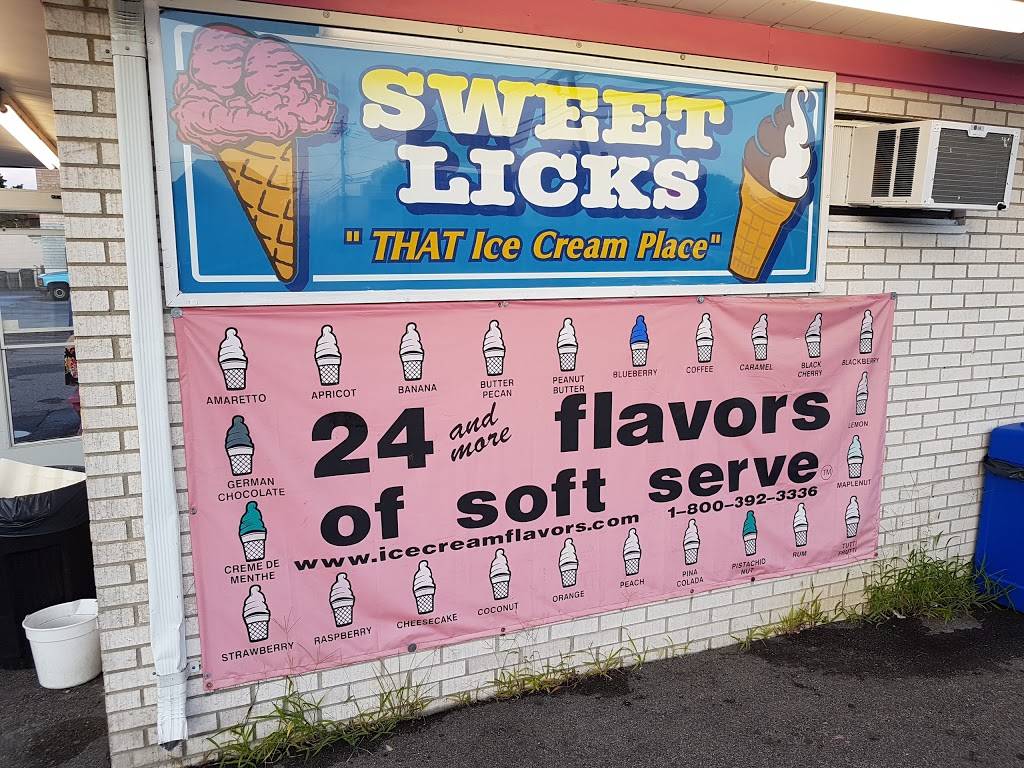 SWEET
LICKS
" THAT Ice Cream Place"
AMARETTO
APRICOT
BANANA
BUTTER
PECAN
PEANUT
BUTTER
BLUEBERRY
COFFEE
CARAMEL
BLACK
CHERRY
BLACKBERRY
24 and more flavors
of soft serve TM
www.icecreamflavors.com 1-800-392-3336
LEMON
MAPLENUT
GERMAN
CHOCOLATE
CREME DE
MENTHE
STRAWBERRY
RASPBERRY
CHEESECAKE
COCONUT
ORANGE
PEACH
PINA
COLADA
PISTACHIO
NUT
RUM
TUTTI
FRUTTI